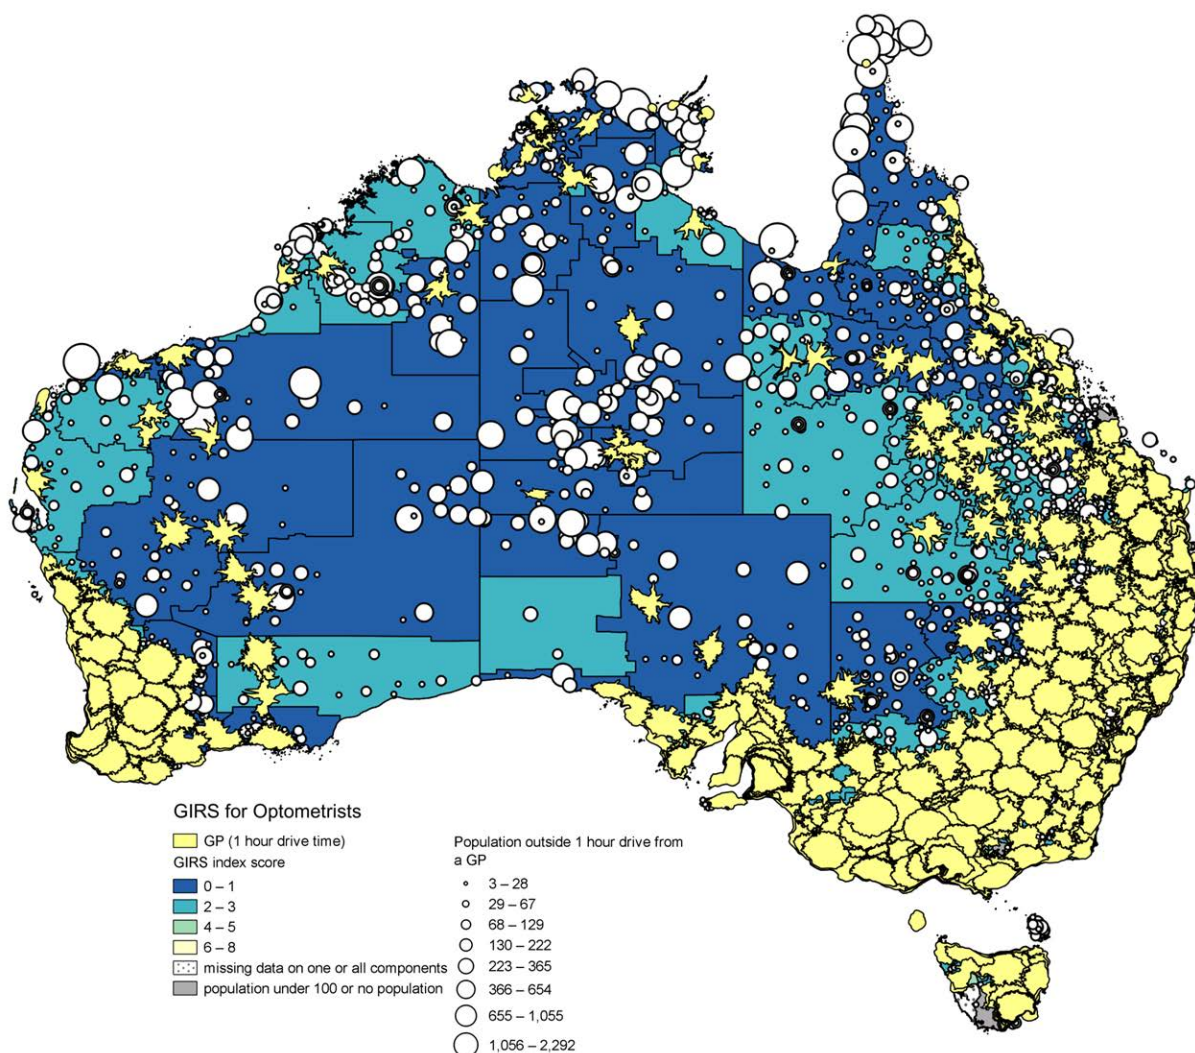 GIRS for Optometrists
GP (1 hour drive time)
GIRS index score
0 – 1
2 – 3
4 – 5
6 – 8
missing data on one or all components
population under 100 or no population
Population outside 1 hour drive from
a GP
3 – 28
29 – 67
68 – 129
130 – 222
223 – 365
366 – 654
655 – 1,055
1,056 – 2,292